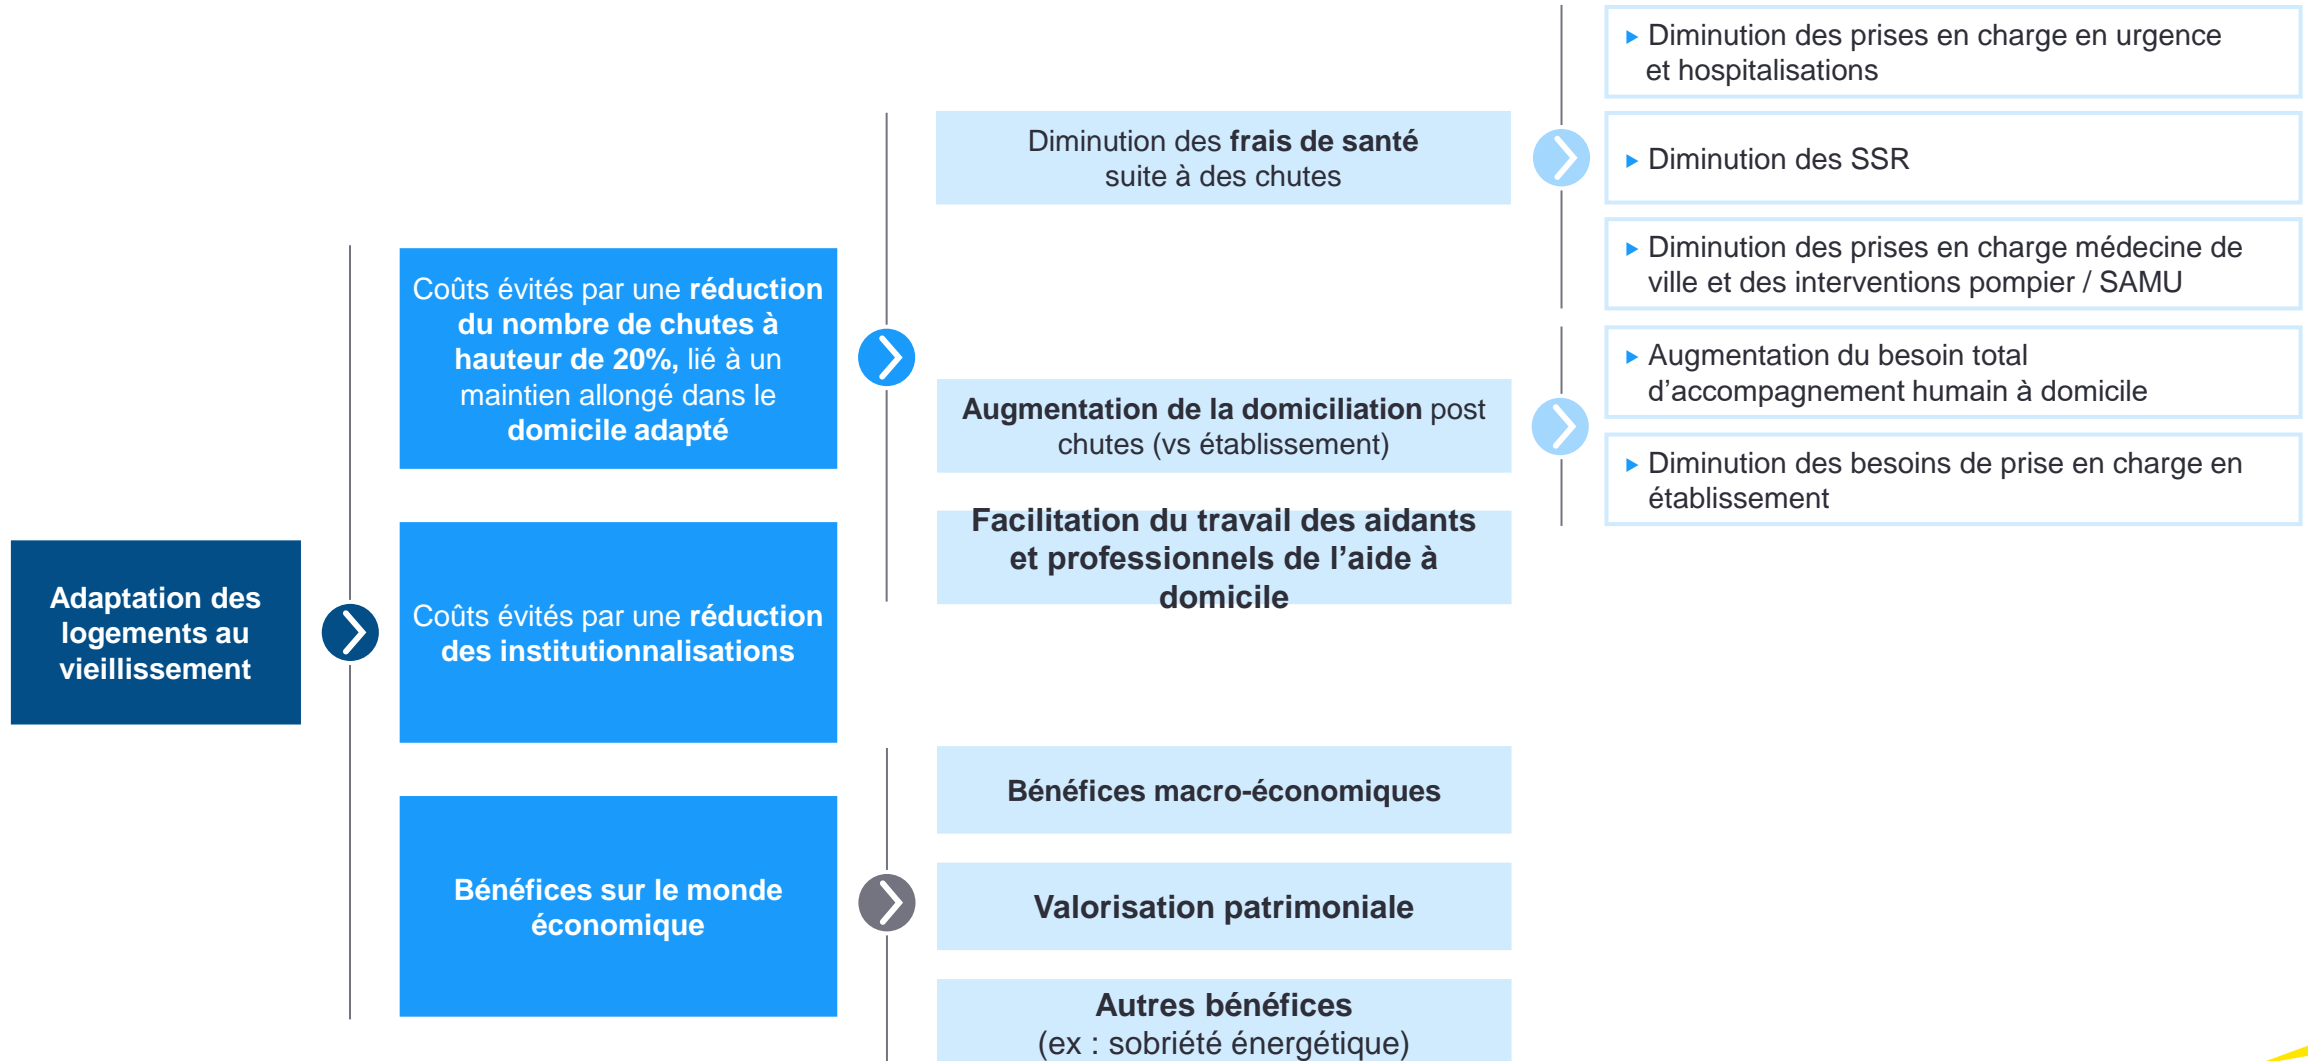 Adaptation des
logements au
vieillissement
Coûts évités par une réduction
du nombre de chutes à
hauteur de 20%, lié à un
maintien allongé dans le
domicile adapté
Coûts évités par une réduction
des institutionnalisations
Bénéfices sur le monde
économique
Diminution des frais de santé
suite à des chutes
Augmentation de la domiciliation post
chutes (vs établissement)
Facilitation du travail des aidants
et professionnels de l’aide à
domicile
Bénéfices macro-économiques
Valorisation patrimoniale
Autres bénéfices
(ex : sobriété énergétique)
Diminution des prises en charge en urgence
et hospitalisations
Diminution des SSR
Diminution des prises en charge médecine de
ville et des interventions pompier / SAMU
Augmentation du besoin total
d’accompagnement humain à domicile
Diminution des besoins de prise en charge en
établissement